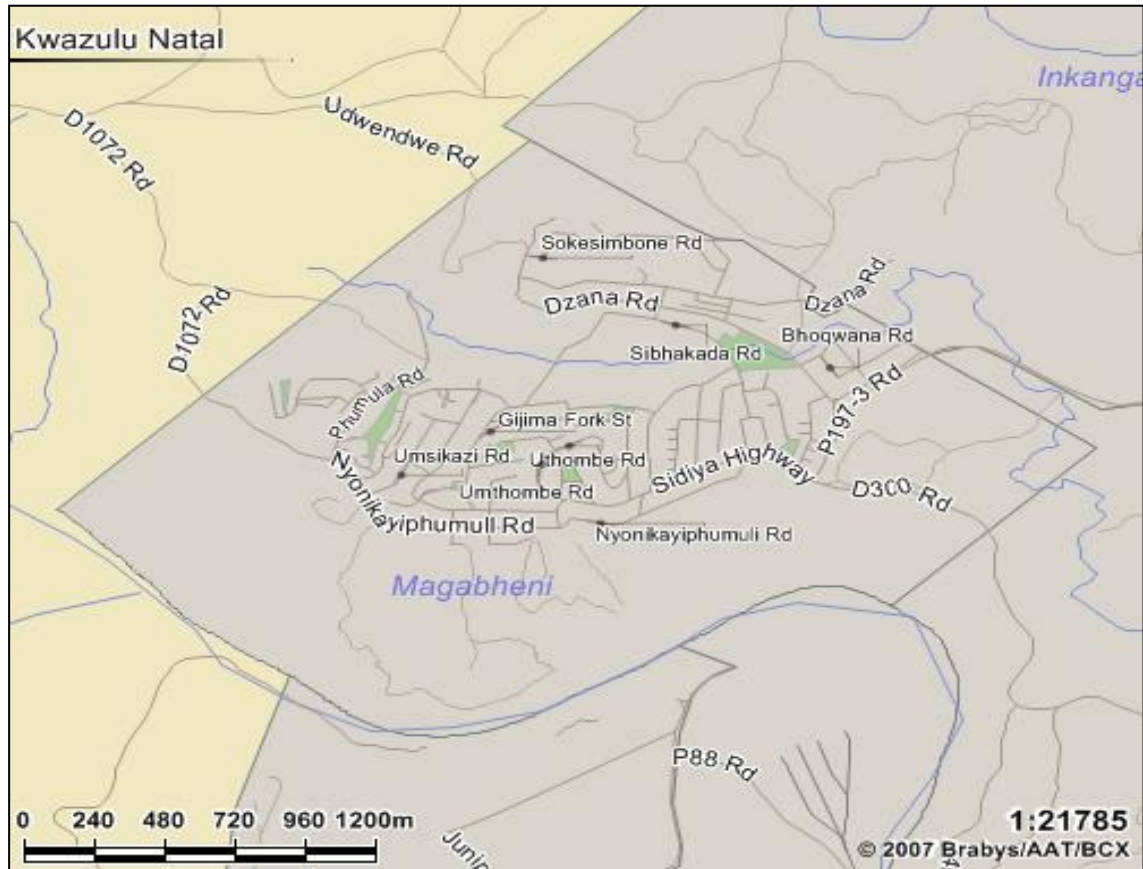 Kwazulu Natal
Inkanga
D1072 Rd
Udwendwe Rd
Sokesimbone Rd
Dzana Rd
Dzana Rd
D1072 Rd
Bhoqwana Rd
Sibhakada Rd
Phumula Rd
P197-3 Rd
Gijima Fork St
Umsikazi Rd
Uthombe Rd
Sidiya Highway
Umthombe Rd
D300 Rd
Nyonikayiphumull Rd
Nyonikayiphumuli Rd
Magabheni
P88 Rd
0 240 480 720 960 1200m
1:21785
© 2007 Brabys/AAT/BCX